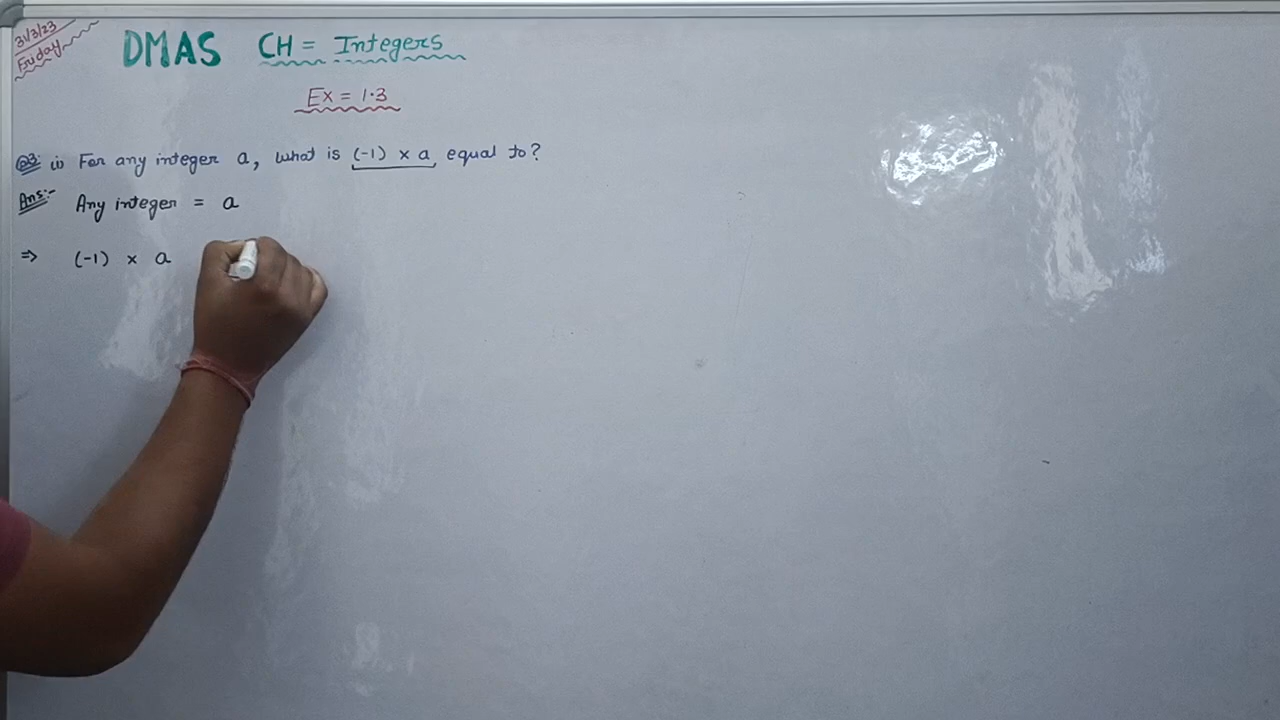 31/3/23
Friday
DMAS CH = Integers
Ex = 1.3
Q3: (i) For any integer a, what is (-1) × a equal to?
Ans:- Any integer = a
⇒ (-1) × a